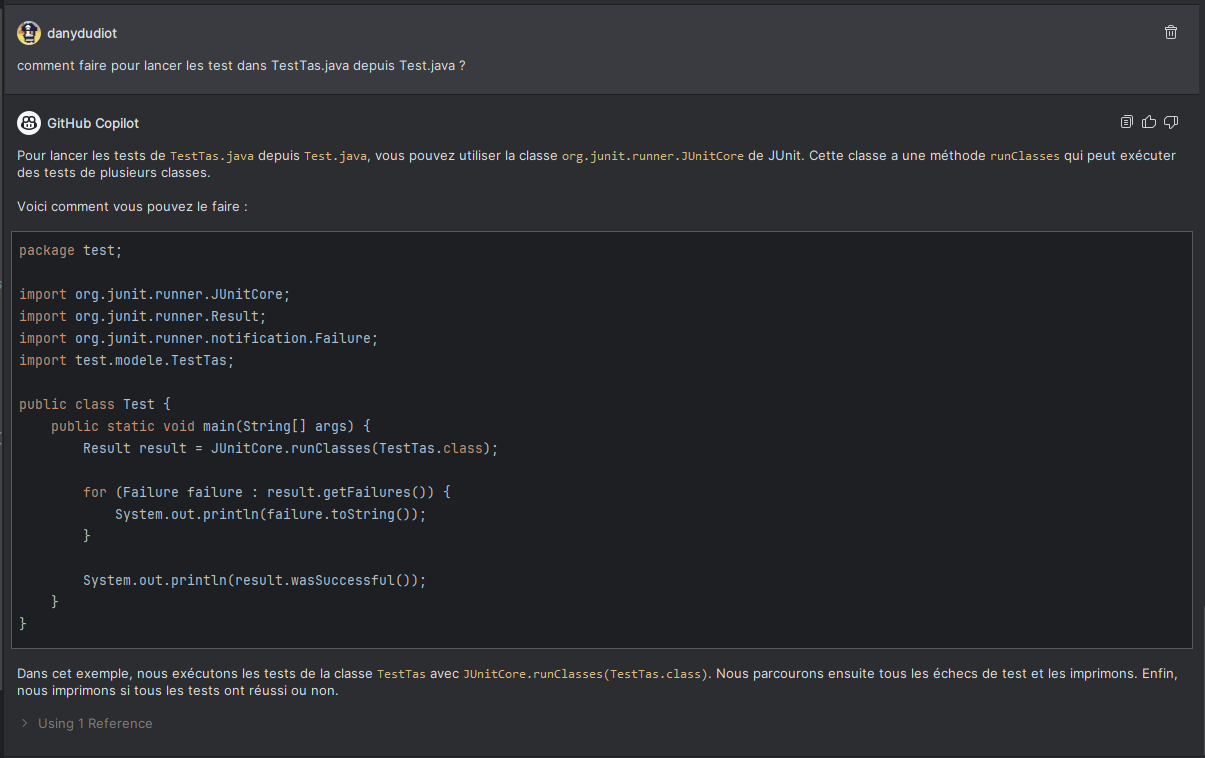 danydudiot
comment faire pour lancer les test dans TestTas.java depuis Test.java ?
GitHub Copilot
Pour lancer les tests de TestTas.java depuis Test.java, vous pouvez utiliser la classe org.junit.runner.JUnitCore de JUnit. Cette classe a une méthode runClasses qui peut exécuter
des tests de plusieurs classes.
Voici comment vous pouvez le faire :
package test;
import org.junit.runner.JUnitCore;
import org.junit.runner.Result;
import org.junit.runner.notification.Failure;
import test.modele.TestTas;
public class Test {
    public static void main(String[] args) {
        Result result = JUnitCore.runClasses(TestTas.class);
        for (Failure failure : result.getFailures()) {
            System.out.println(failure.toString());
        }
        System.out.println(result.wasSuccessful());
    }
}
Dans cet exemple, nous exécutons les tests de la classe TestTas avec JUnitCore.runClasses(TestTas.class). Nous parcourons ensuite tous les échecs de test et les imprimons. Enfin,
nous imprimons si tous les tests ont réussi ou non.
Using 1 Reference